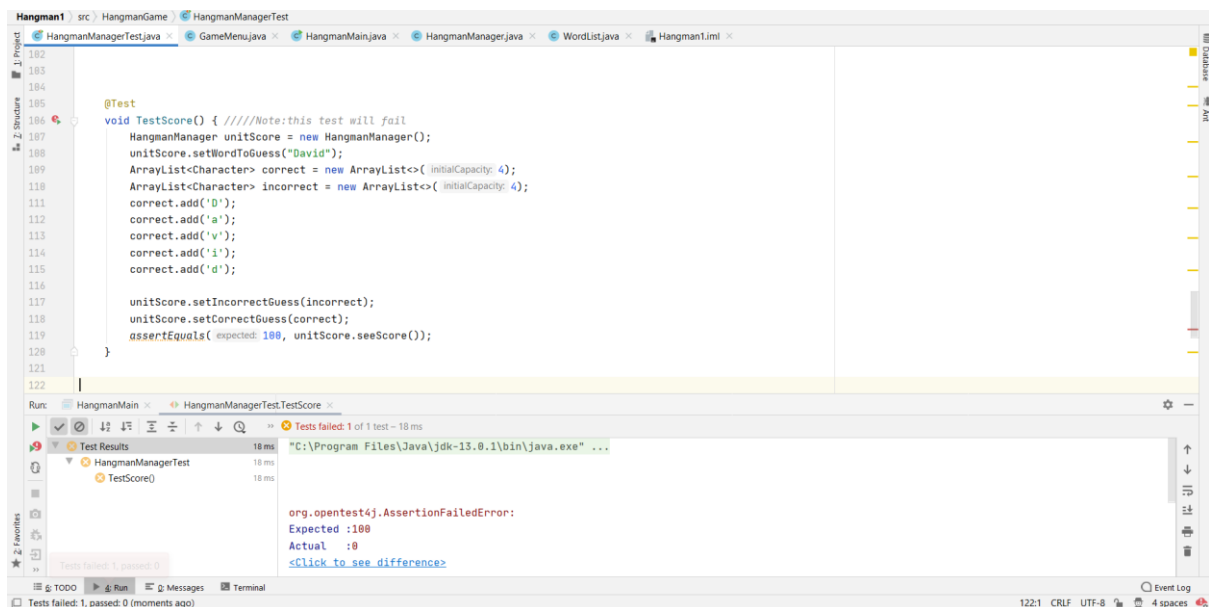 Hangman1 > src > HangmanGame > HangmanManagerTest
HangmanManagerTest.java × GameMenu.java × HangmanMain.java × HangmanManager.java × WordList.java × Hangman1.iml ×
1: Project
Z: Structure
2: Favorites
Database
Ant
102
103
104
105 @Test
106 void TestScore() { /////Note:this test will fail
107 HangmanManager unitScore = new HangmanManager();
108 unitScore.setWordToGuess("David");
109 ArrayList<Character> correct = new ArrayList<>( initialCapacity: 4);
110 ArrayList<Character> incorrect = new ArrayList<>( initialCapacity: 4);
111 correct.add('D');
112 correct.add('a');
113 correct.add('v');
114 correct.add('i');
115 correct.add('d');
116
117 unitScore.setIncorrectGuess(incorrect);
118 unitScore.setCorrectGuess(correct);
119 assertEquals( expected: 100, unitScore.seeScore());
120 }
121
122
Run: HangmanMain × HangmanManagerTest.TestScore ×
» Tests failed: 1 of 1 test – 18 ms
Test Results 18 ms
HangmanManagerTest 18 ms
TestScore() 18 ms
"C:\Program Files\Java\jdk-13.0.1\bin\java.exe" ...
org.opentest4j.AssertionFailedError:
Expected :100
Actual :0
<Click to see difference>
Tests failed: 1, passed: 0
6: TODO 4: Run 0: Messages Terminal Event Log
Tests failed: 1, passed: 0 (moments ago) 122:1 CRLF UTF-8 4 spaces